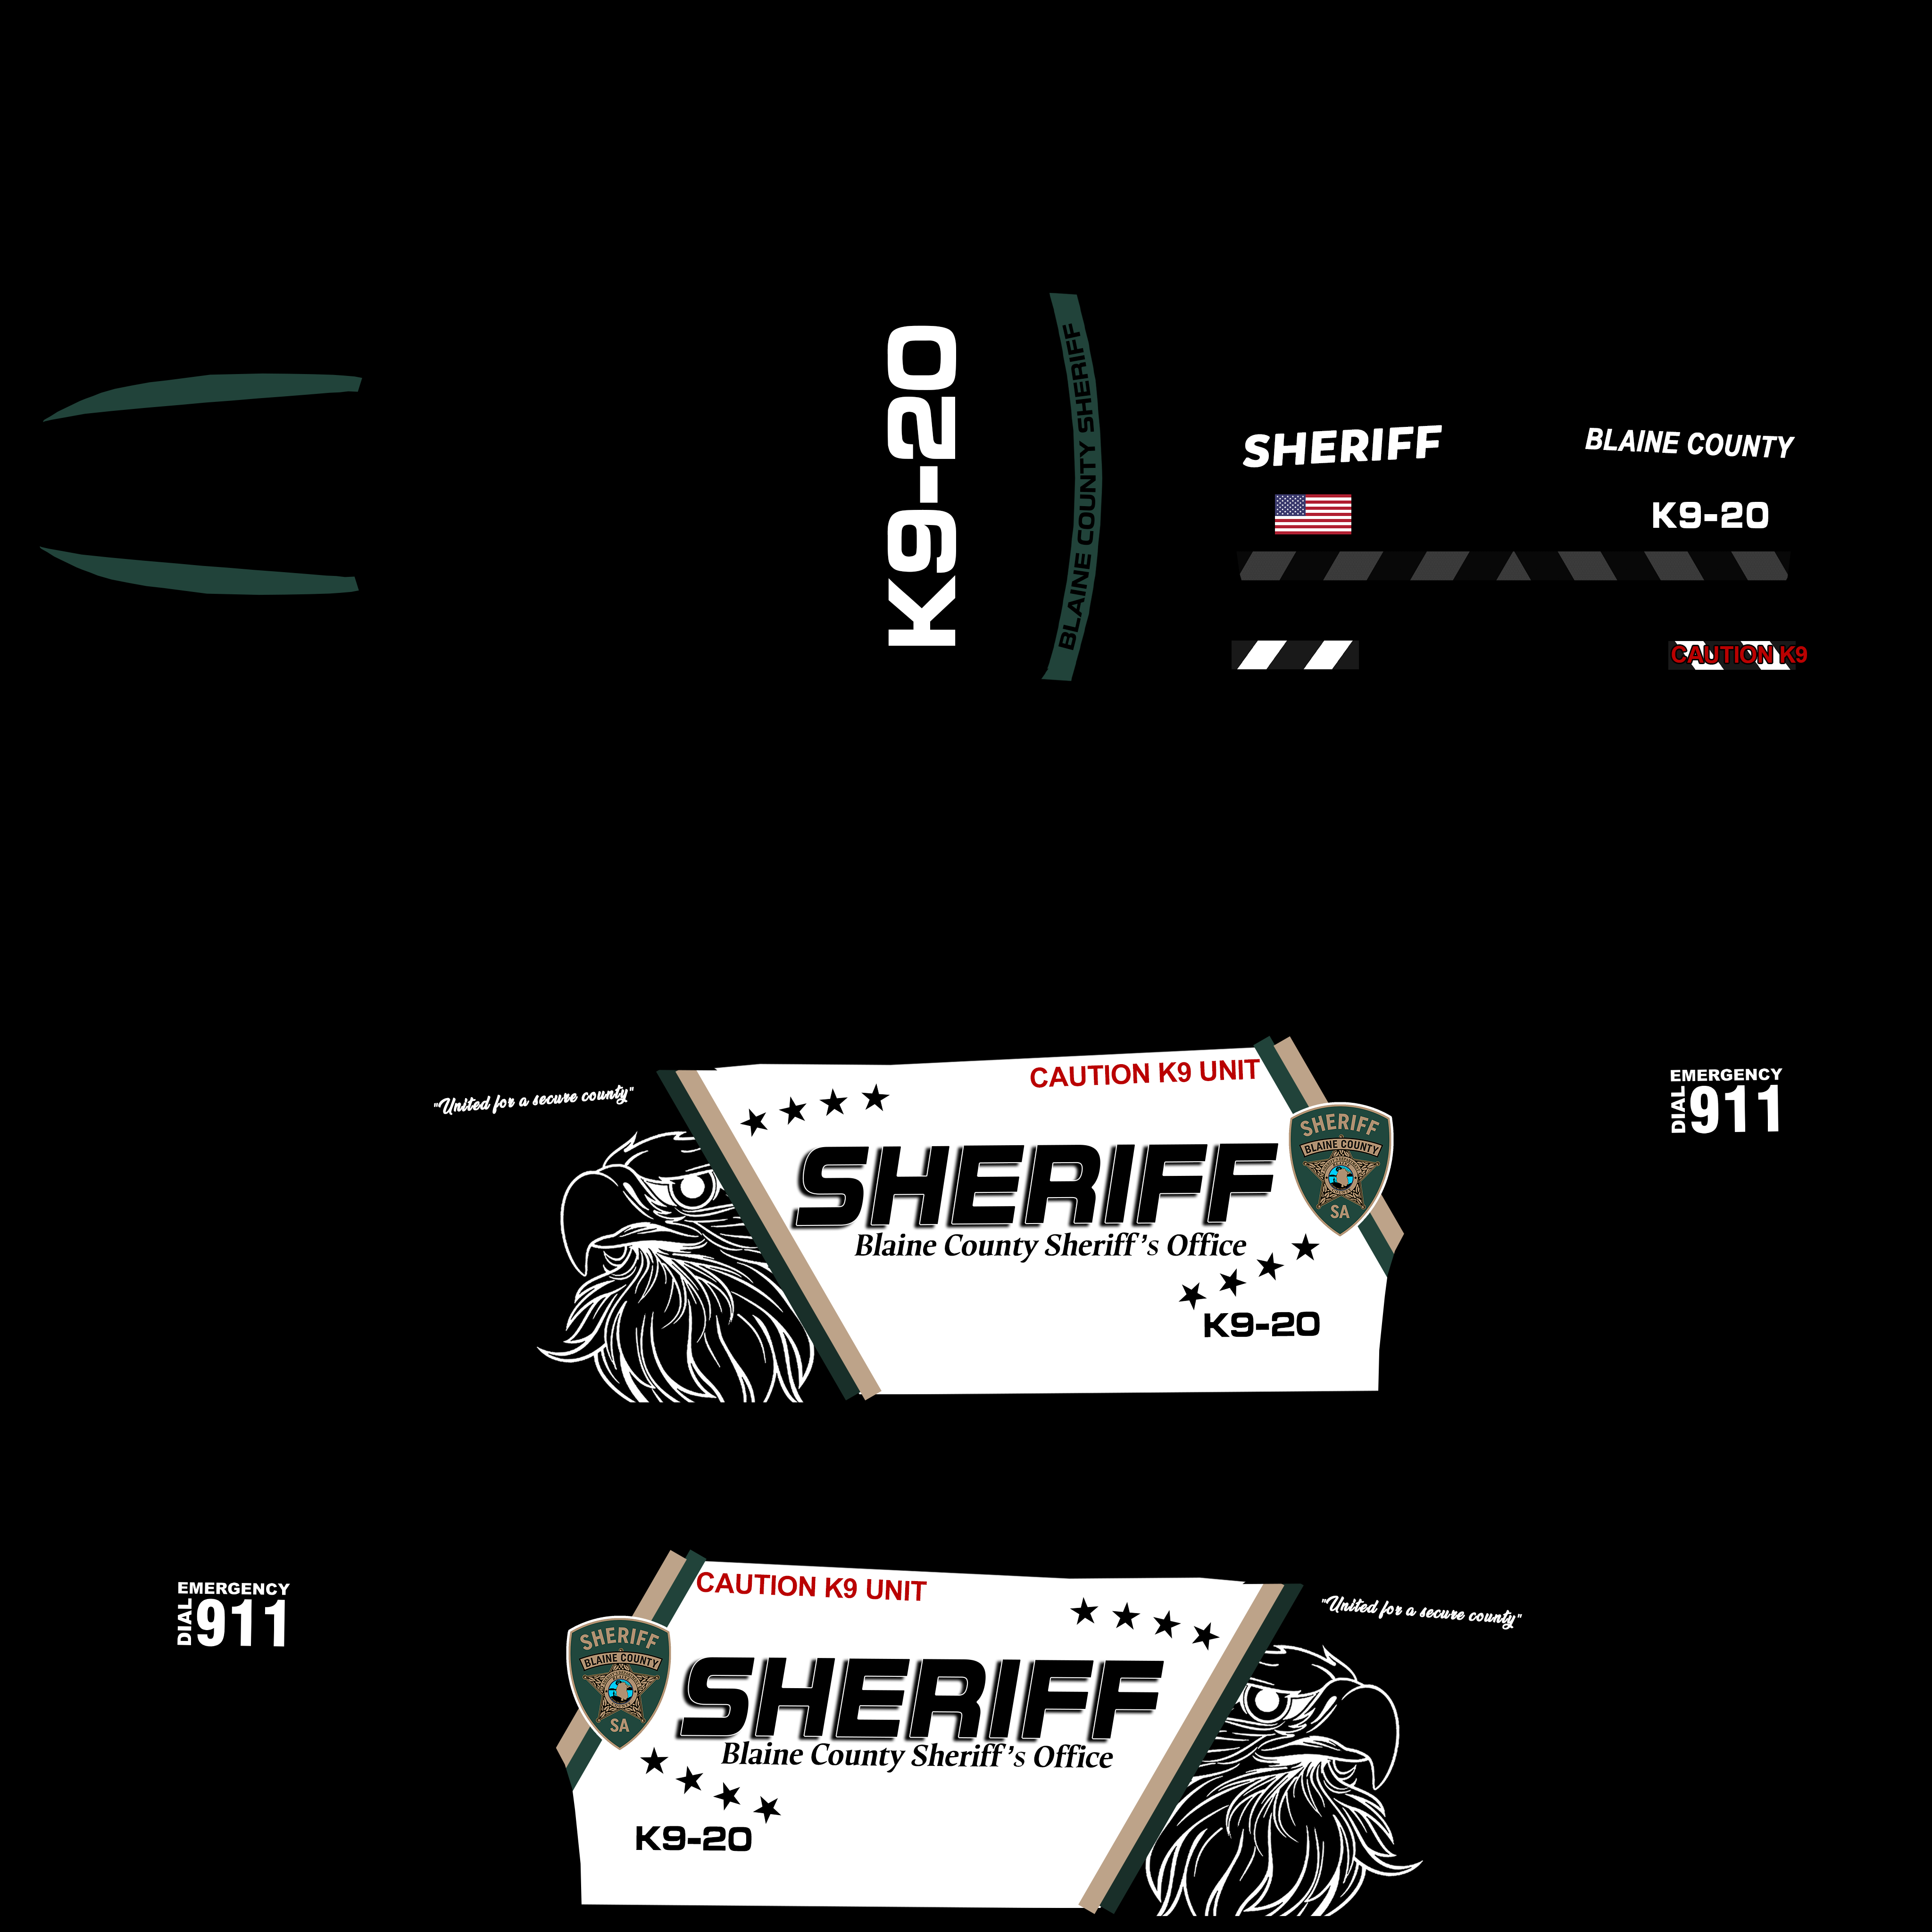 K9-20
BLAINE COUNTY SHERIFF
SHERIFF
BLAINE COUNTY
K9-20
CAUTION K9
"United for a secure county"
CAUTION K9 UNIT
SHERIFF
Blaine County Sheriff's Office
K9-20
SHERIFF
BLAINE COUNTY
SA
EMERGENCY
DIAL
911
EMERGENCY
DIAL
911
CAUTION K9 UNIT
SHERIFF
BLAINE COUNTY
SA
SHERIFF
Blaine County Sheriff's Office
K9-20
"United for a secure county"